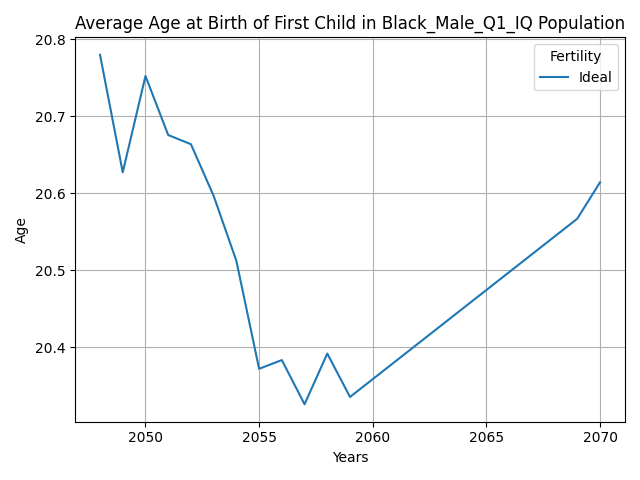 Average Age at Birth of First Child in Black_Male_Q1_IQ Population
20.8
20.7
20.6
20.5
20.4
Age
Fertility
Ideal
2050 2055 2060 2065 2070
Years